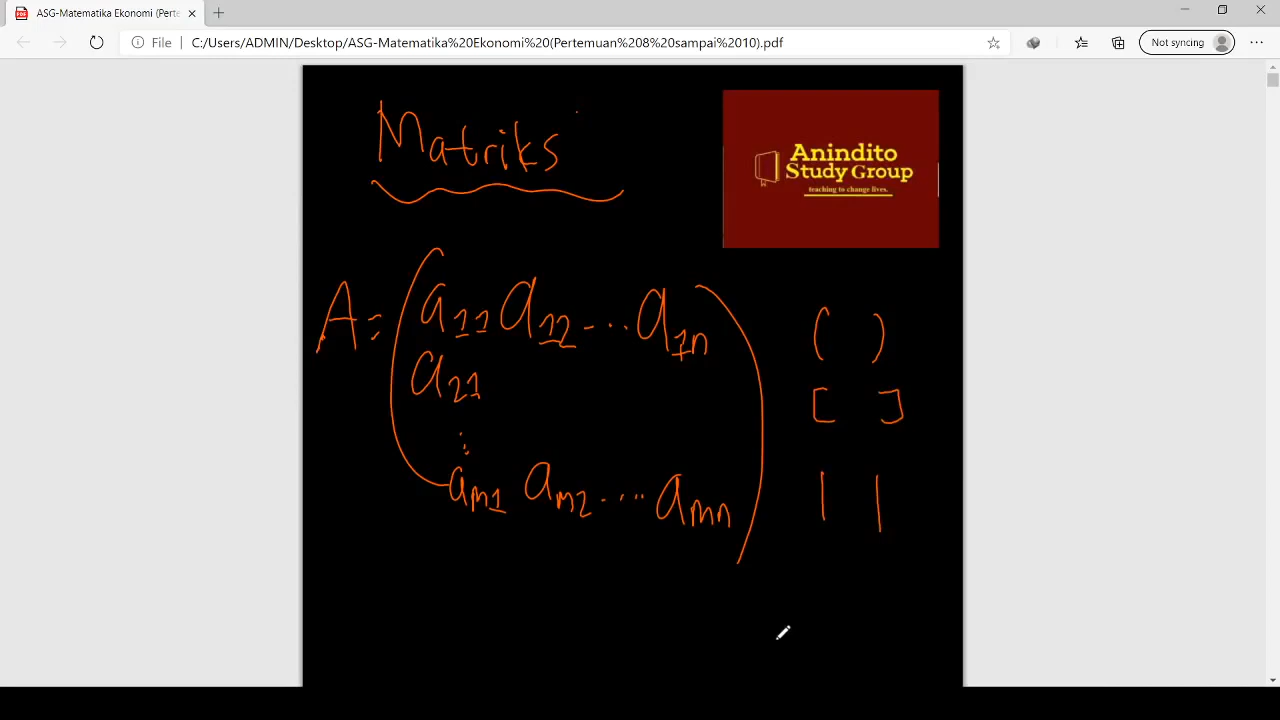 ASG-Matematika Ekonomi (Perte
File
C:/Users/ADMIN/Desktop/ASG-Matematika%20Ekonomi%20(Pertemuan%208%20sampai%2010).pdf
Not syncing
Matriks
Anindito
Study Group
teaching to change lives.
A = ( a11 a12 ... a1n )
a21
⋮
am1 am2 .... amn
( )
[ ]
| |